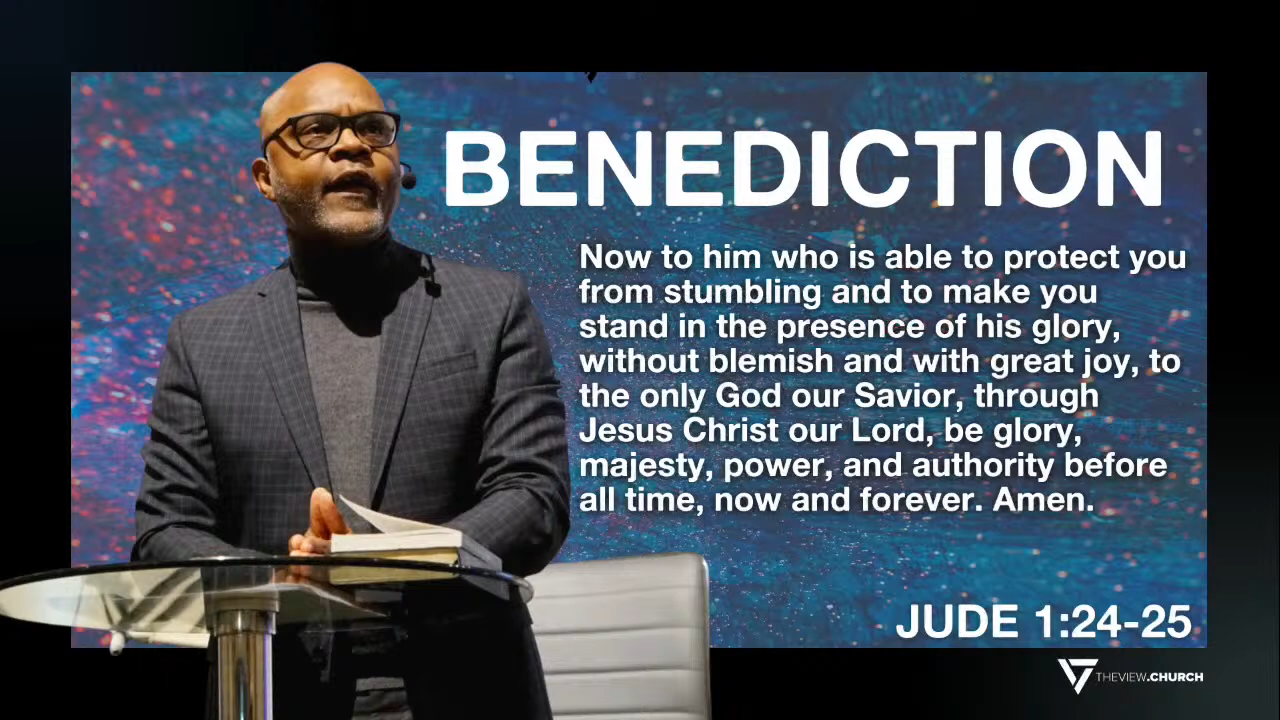 BENEDICTION
Now to him who is able to protect you
from stumbling and to make you
stand in the presence of his glory,
without blemish and with great joy, to
the only God our Savior, through
Jesus Christ our Lord, be glory,
majesty, power, and authority before
all time, now and forever. Amen.
JUDE 1:24-25
THEVIEW.CHURCH